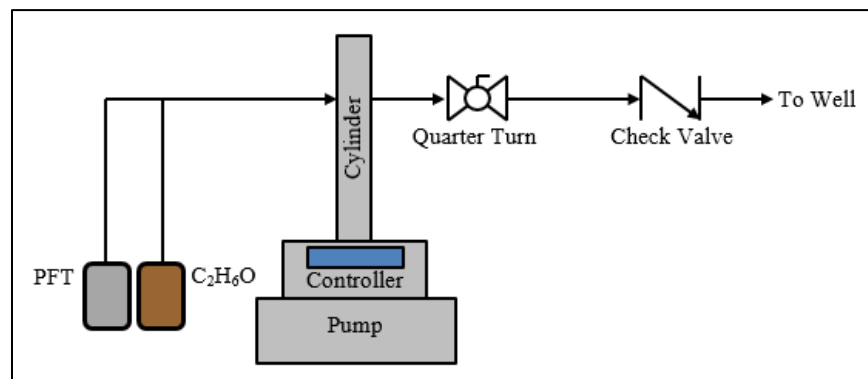 Cylinder
To Well
Quarter Turn
Check Valve
PFT
C₂H₆O
Controller
Pump